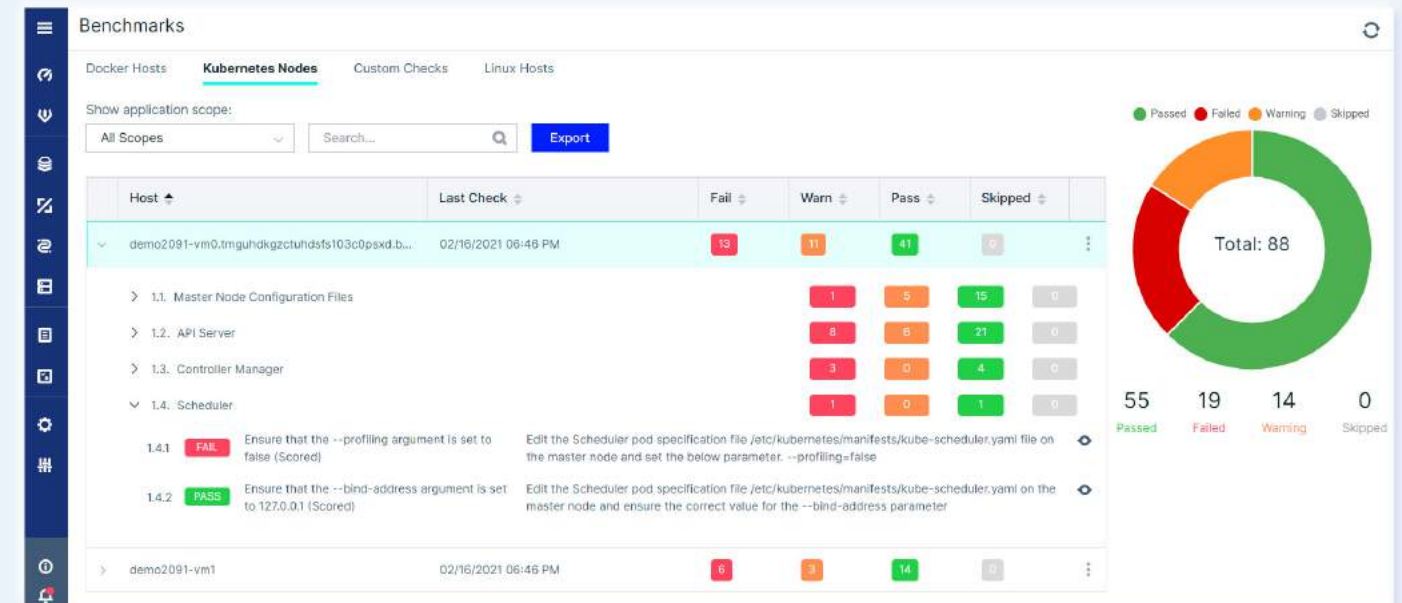 Benchmarks
Docker Hosts Kubernetes Nodes Custom Checks Linux Hosts
Show application scope:
All Scopes Search... Export
Passed Failed Warning Skipped
Host Last Check Fail Warn Pass Skipped
demo2091-vm0.tmguhdkgzctuhdsfs103c0psxd.b... 02/16/2021 06:46 PM 13 11 41 0
Total: 88
1.1. Master Node Configuration Files 1 5 15 0
1.2. API Server 8 6 21 0
1.3. Controller Manager 3 0 4 0
1.4. Scheduler 1 0 1 0
55 19 14 0
Passed Failed Warning Skipped
1.4.1 FAIL Ensure that the --profiling argument is set to Edit the Scheduler pod specification file /etc/kubernetes/manifests/kube-scheduler.yaml file on
false (Scored) the master node and set the below parameter. --profiling=false
1.4.2 PASS Ensure that the --bind-address argument is set Edit the Scheduler pod specification file /etc/kubernetes/manifests/kube-scheduler.yaml on the
to 127.0.0.1 (Scored) master node and ensure the correct value for the --bind-address parameter
demo2091-vm1 02/16/2021 06:46 PM 6 3 14 0